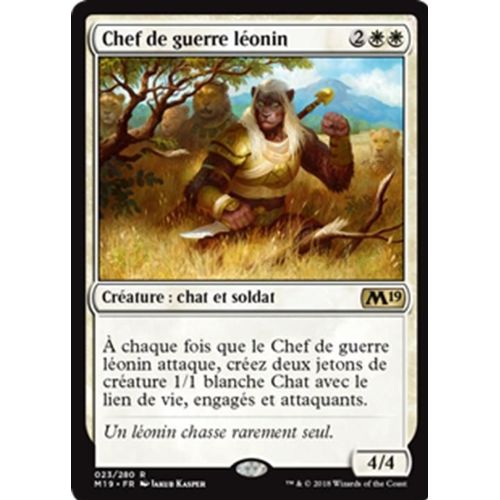 Chef de guerre léonin 2
Créature : chat et soldat M19
À chaque fois que le Chef de guerre
léonin attaque, créez deux jetons de
créature 1/1 blanche Chat avec le
lien de vie, engagés et attaquants.
Un léonin chasse rarement seul.
4/4
023/280 R
M19 • FR Jakub Kasper
™ & © 2018 Wizards of the Coast